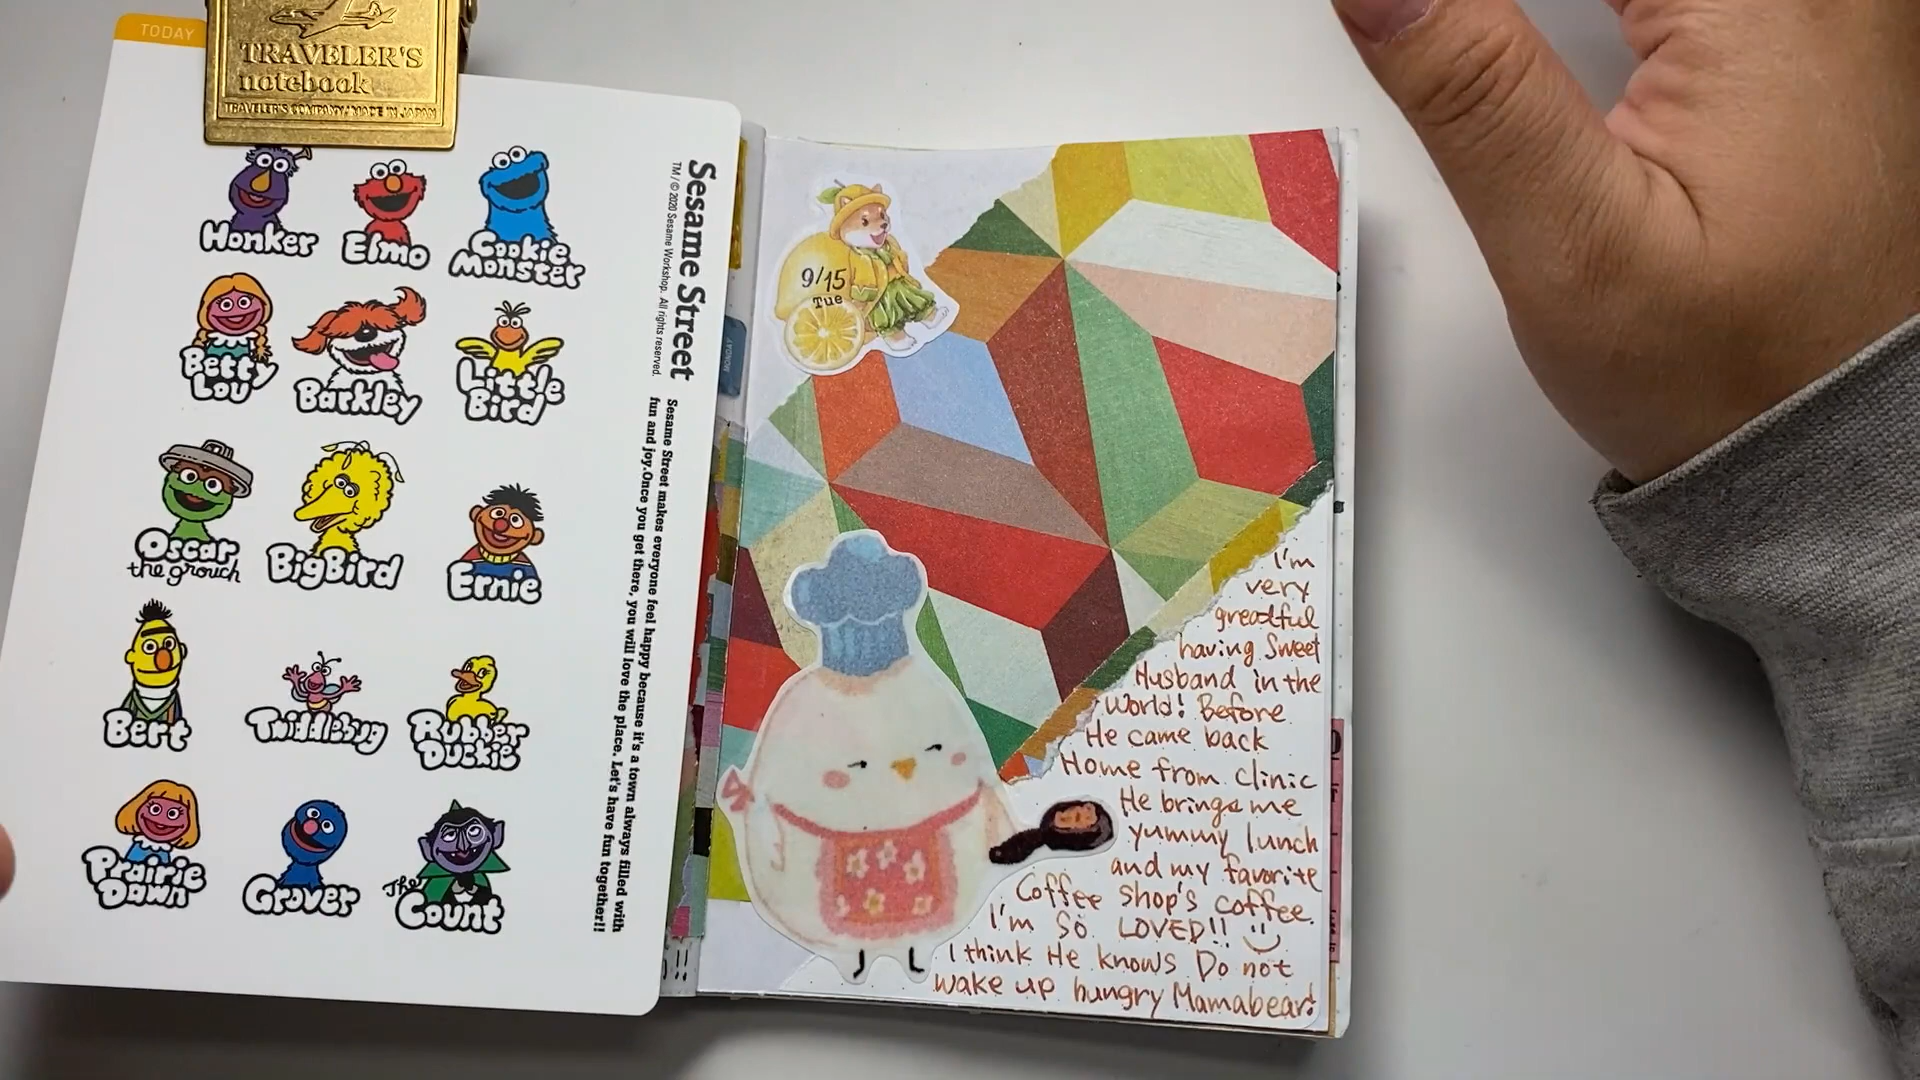 TODAY
TRAVELER'S
notebook
TRAVELER'S COMPANY MADE IN JAPAN
Honker
Elmo
Cookie
Monster
Betty
Lou
Barkley
Little
Bird
Oscar
the grouch
BigBird
Ernie
Bert
Twiddlebug
Rubber
Duckie
Prairie
Dawn
Grover
The
Count
Sesame Street
TM/© 2020 Sesame Workshop. All rights reserved.
Sesame Street makes everyone feel happy because it's a town always filled with
fun and joy.Once you get there, you will love the place. Let's have fun together!!
9/15
Tue
I'm
very
greatful
having Sweet
Husband in the
World! Before
He came back
Home from clinic
He brings me
yummy lunch
and my favorite
Coffee shop's coffee.
I'm So LOVED!!
I think He knows Do not
wake up hungry Mamabear!
!!